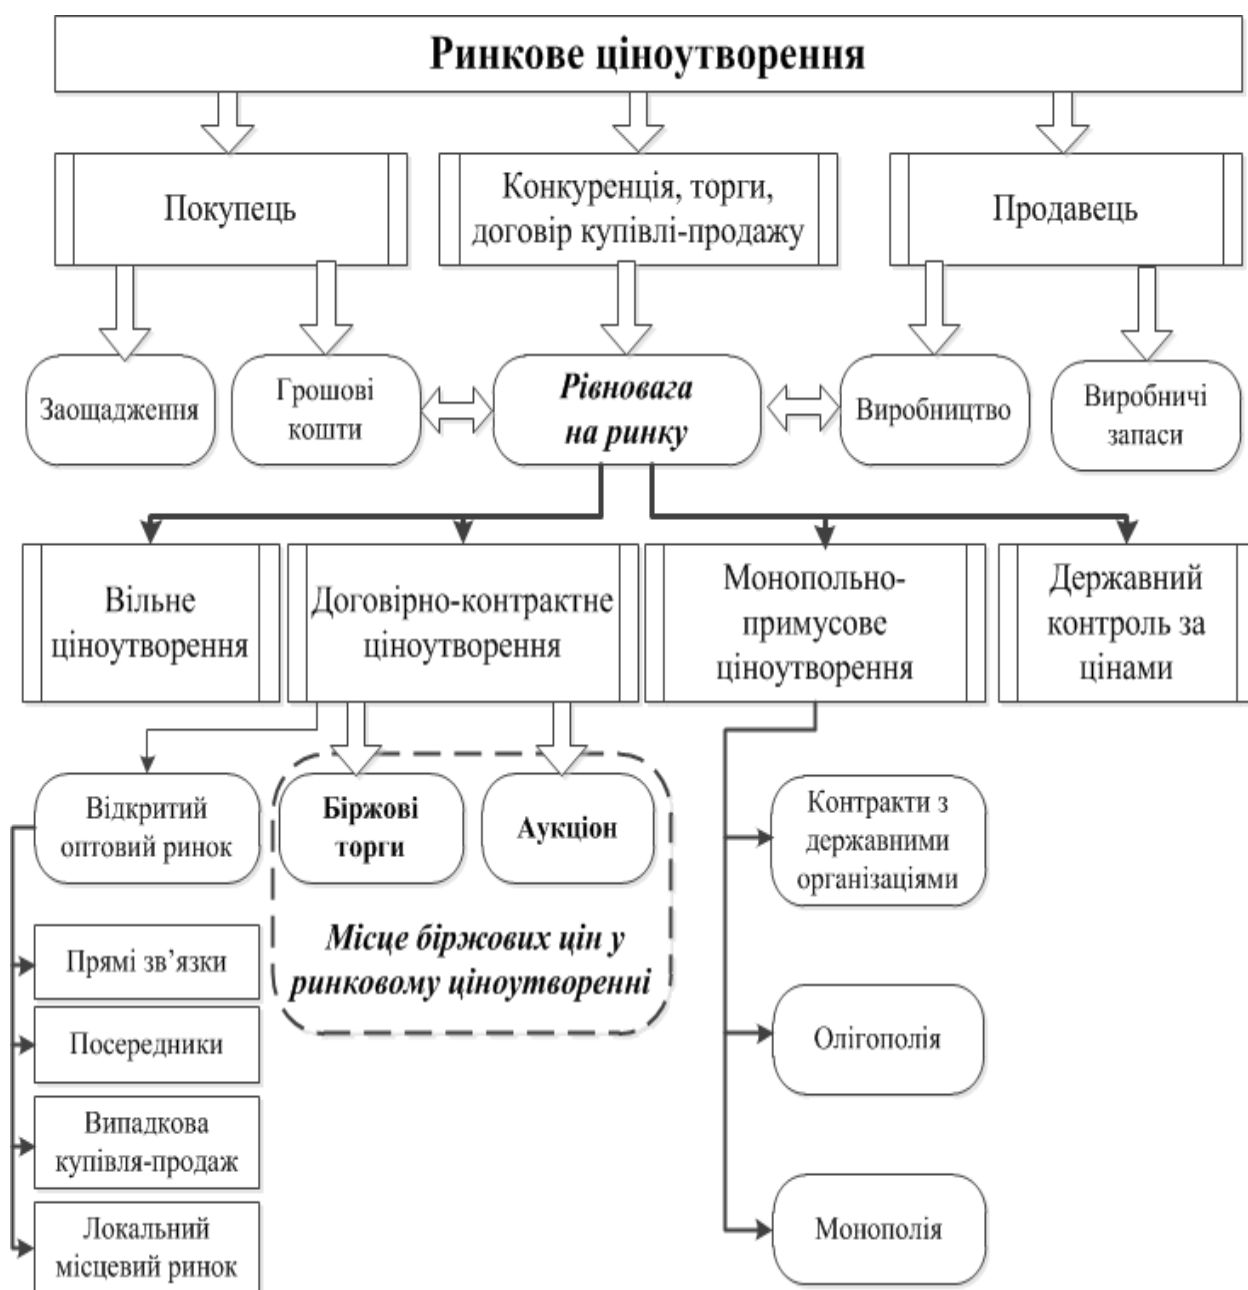 Ринкове ціноутворення
Покупець
Конкуренція, торги,
договір купівлі-продажу
Продавець
Заощадження
Грошові
кошти
Рівновага
на ринку
Виробництво
Виробничі
запаси
Вільне
ціноутворення
Договірно-контрактне
ціноутворення
Монопольно-
примусове
ціноутворення
Державний
контроль за
цінами
Відкритий
оптовий ринок
Біржові
торги
Аукціон
Контракти з
державними
організаціями
Місце біржових цін у
ринковому ціноутворенні
Прямі зв’язки
Посередники
Випадкова
купівля-продаж
Локальний
місцевий ринок
Олігополія
Монополія